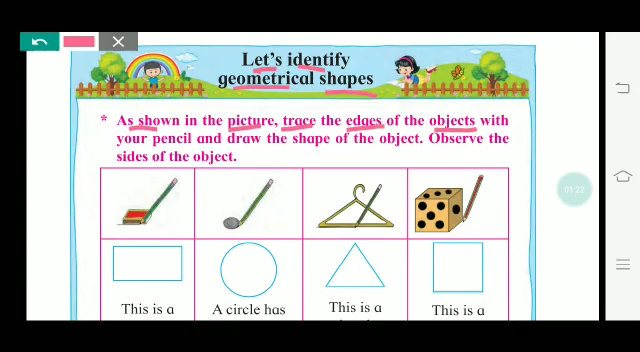 Let's identify
geometrical shapes
* As shown in the picture, trace the edges of the objects with
your pencil and draw the shape of the object. Observe the
sides of the object.
01:22
This is a
A circle has
This is a
This is a